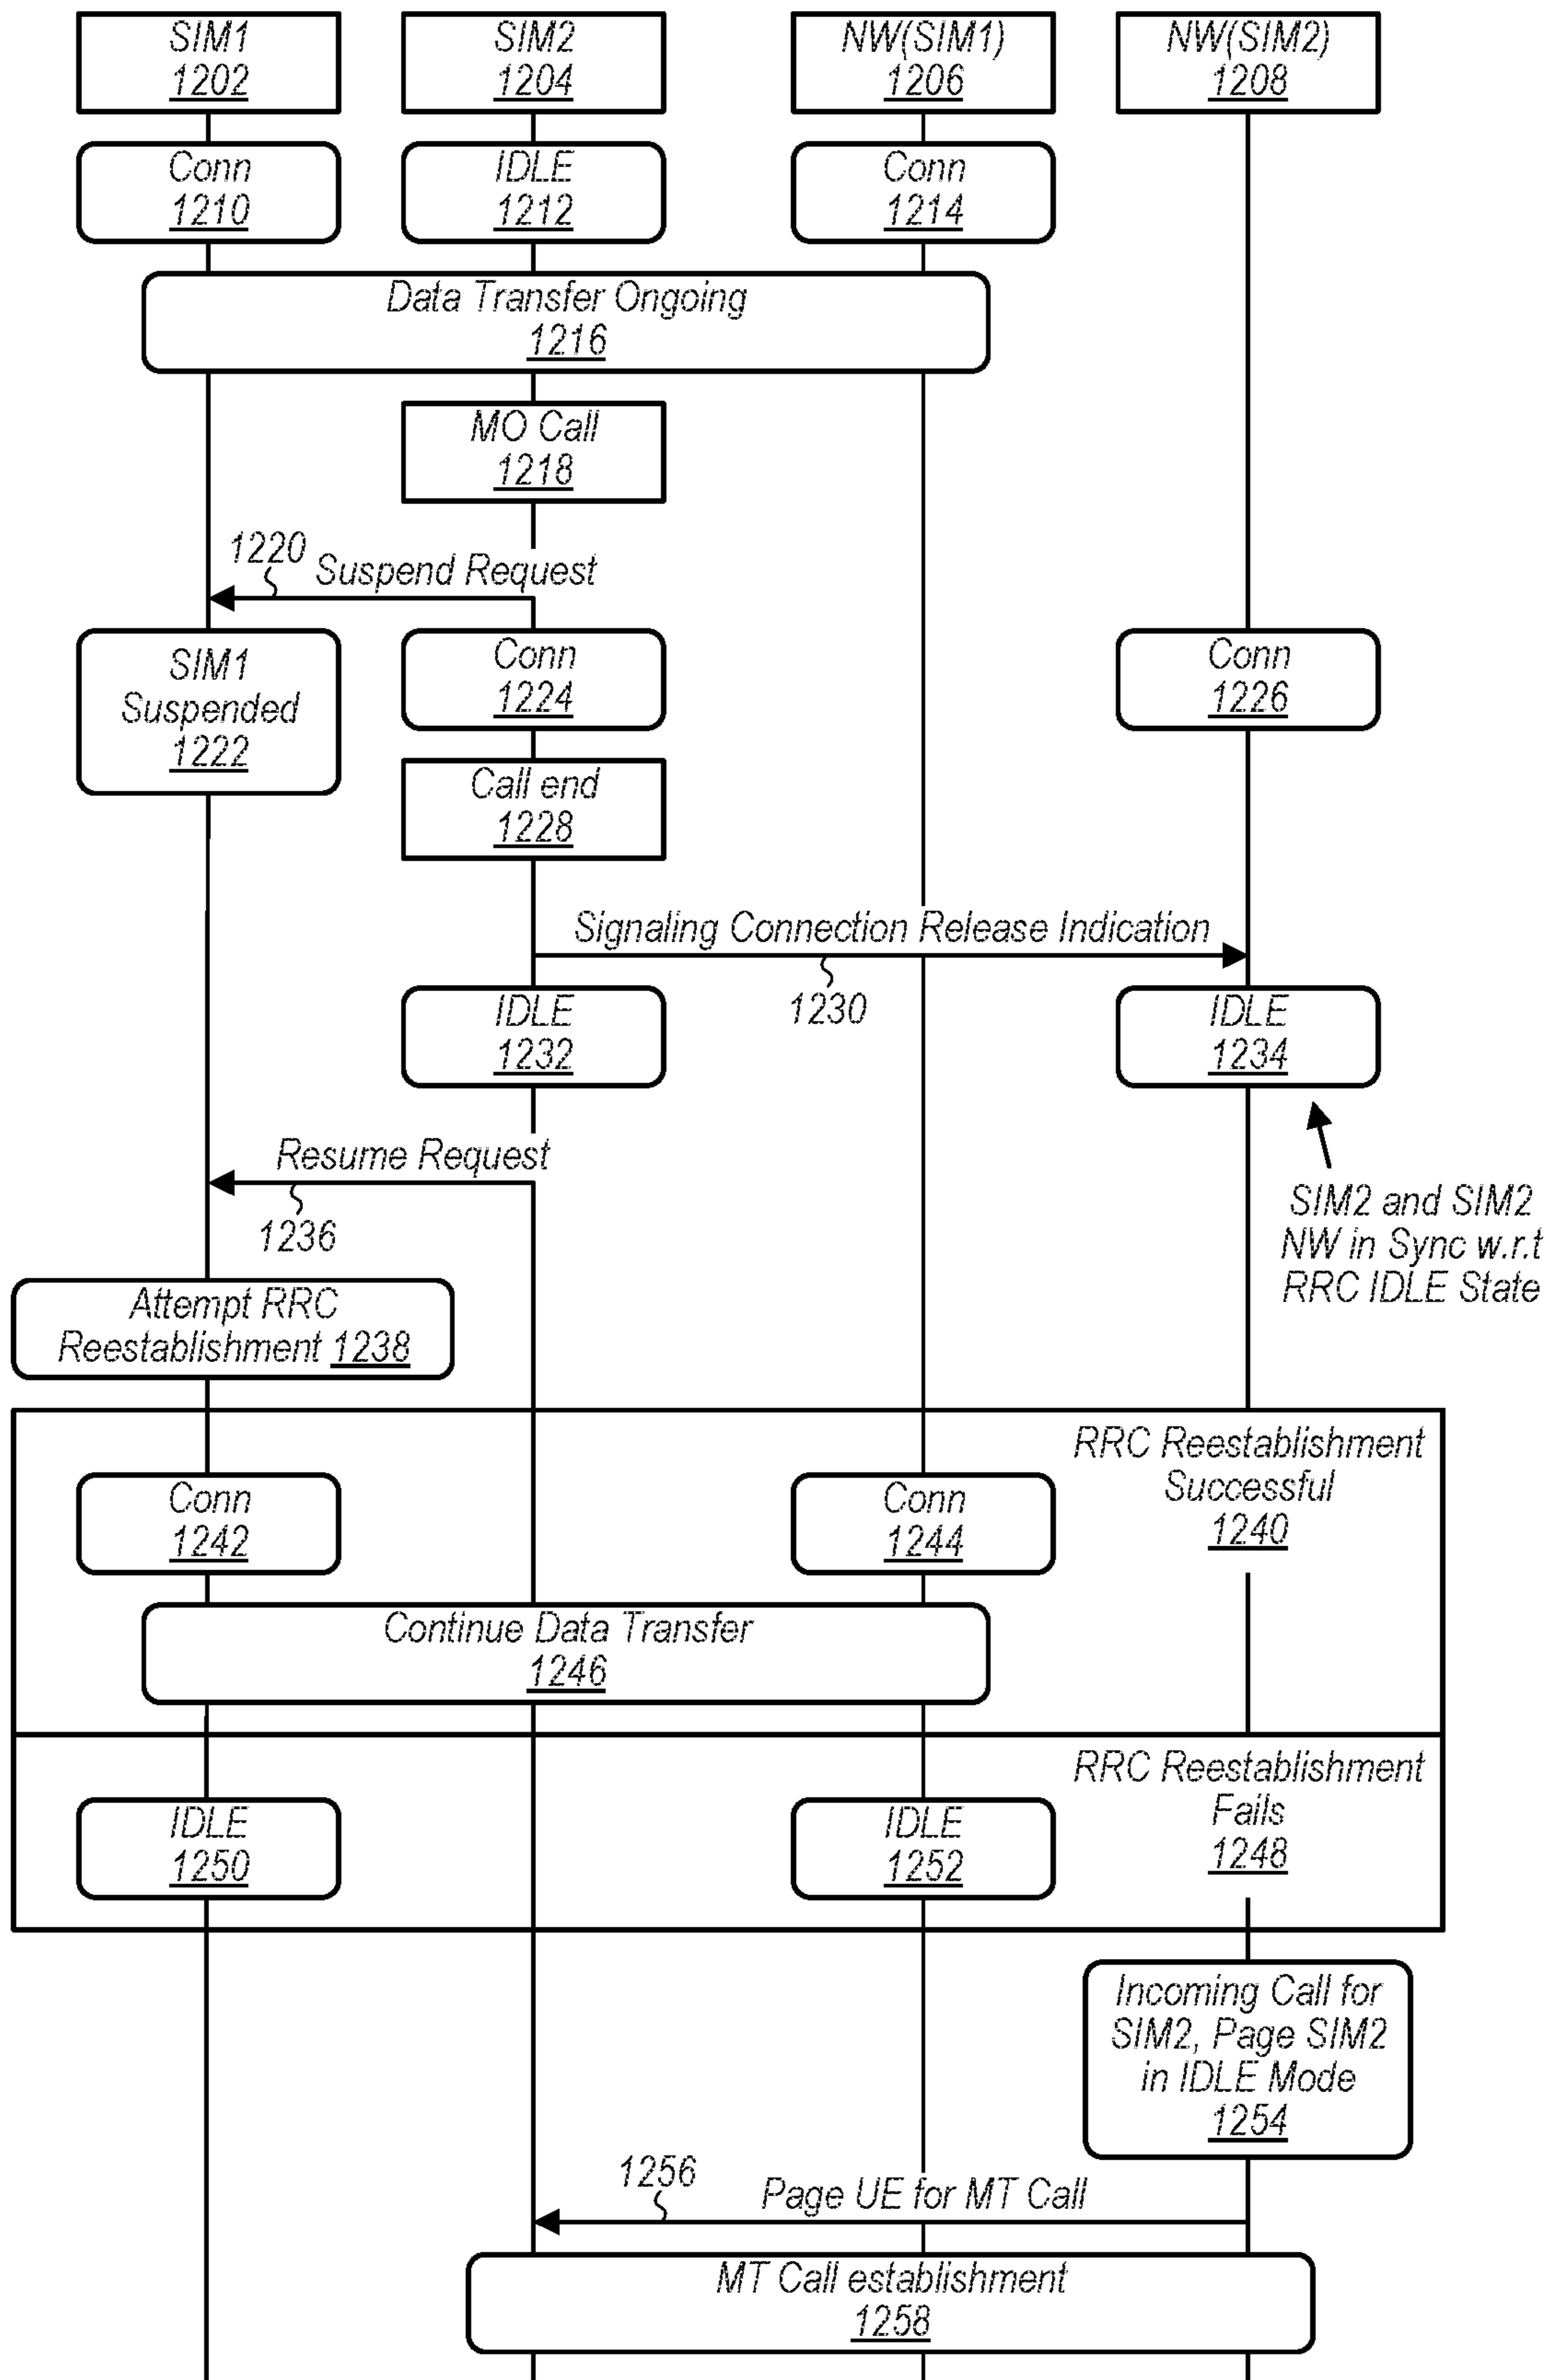 SIM1
1202
SIM2
1204
NW(SIM1)
1206
NW(SIM2)
1208
Conn
1210
IDLE
1212
Conn
1214
Data Transfer Ongoing
1216
MO Call
1218
1220
Suspend Request
SIM1
Suspended
1222
Conn
1224
Conn
1226
Call end
1228
Signaling Connection Release Indication
1230
IDLE
1232
IDLE
1234
Resume Request
1236
SIM2 and SIM2
NW in Sync w.r.t
RRC IDLE State
Attempt RRC
Reestablishment 1238
RRC Reestablishment
Successful
1240
Conn
1242
Conn
1244
Continue Data Transfer
1246
RRC Reestablishment
Fails
1248
IDLE
1250
IDLE
1252
Incoming Call for
SIM2, Page SIM2
in IDLE Mode
1254
1256
Page UE for MT Call
MT Call establishment
1258